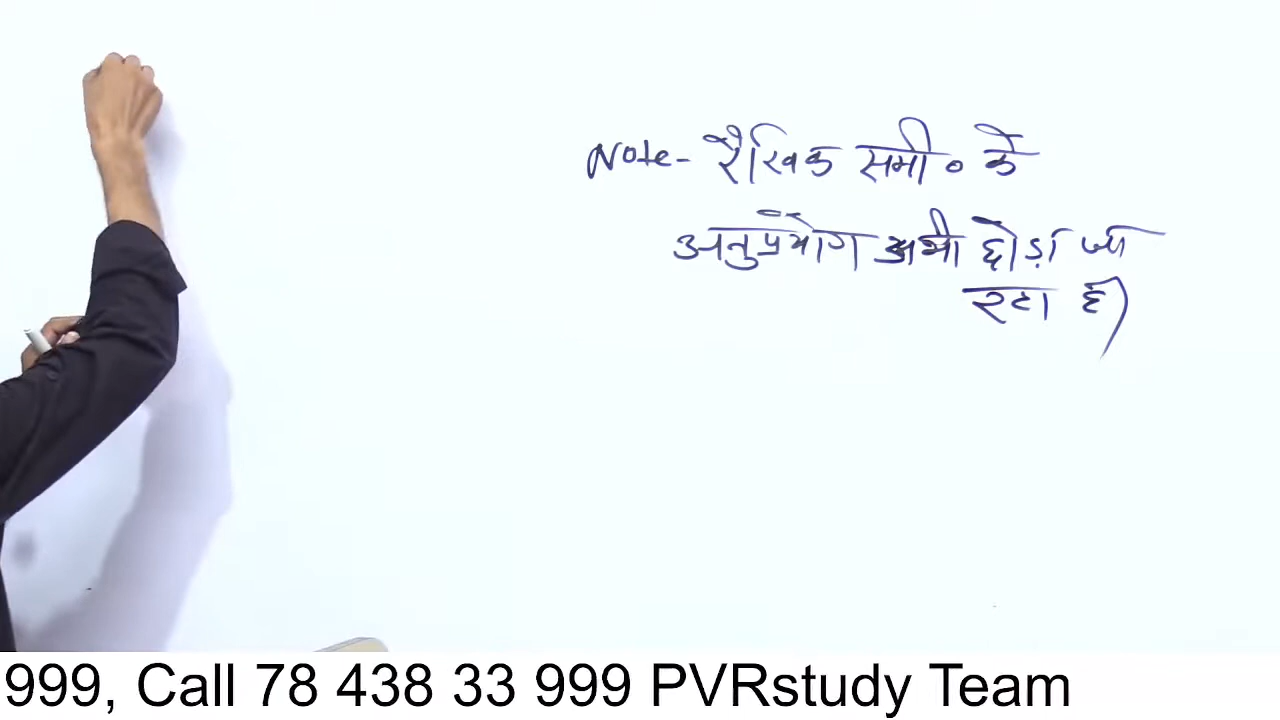 Note- रैखिक समी० के
अनुप्रयोग अभी छोड़ा जा
रहा है)
999, Call 78 438 33 999 PVRstudy Team